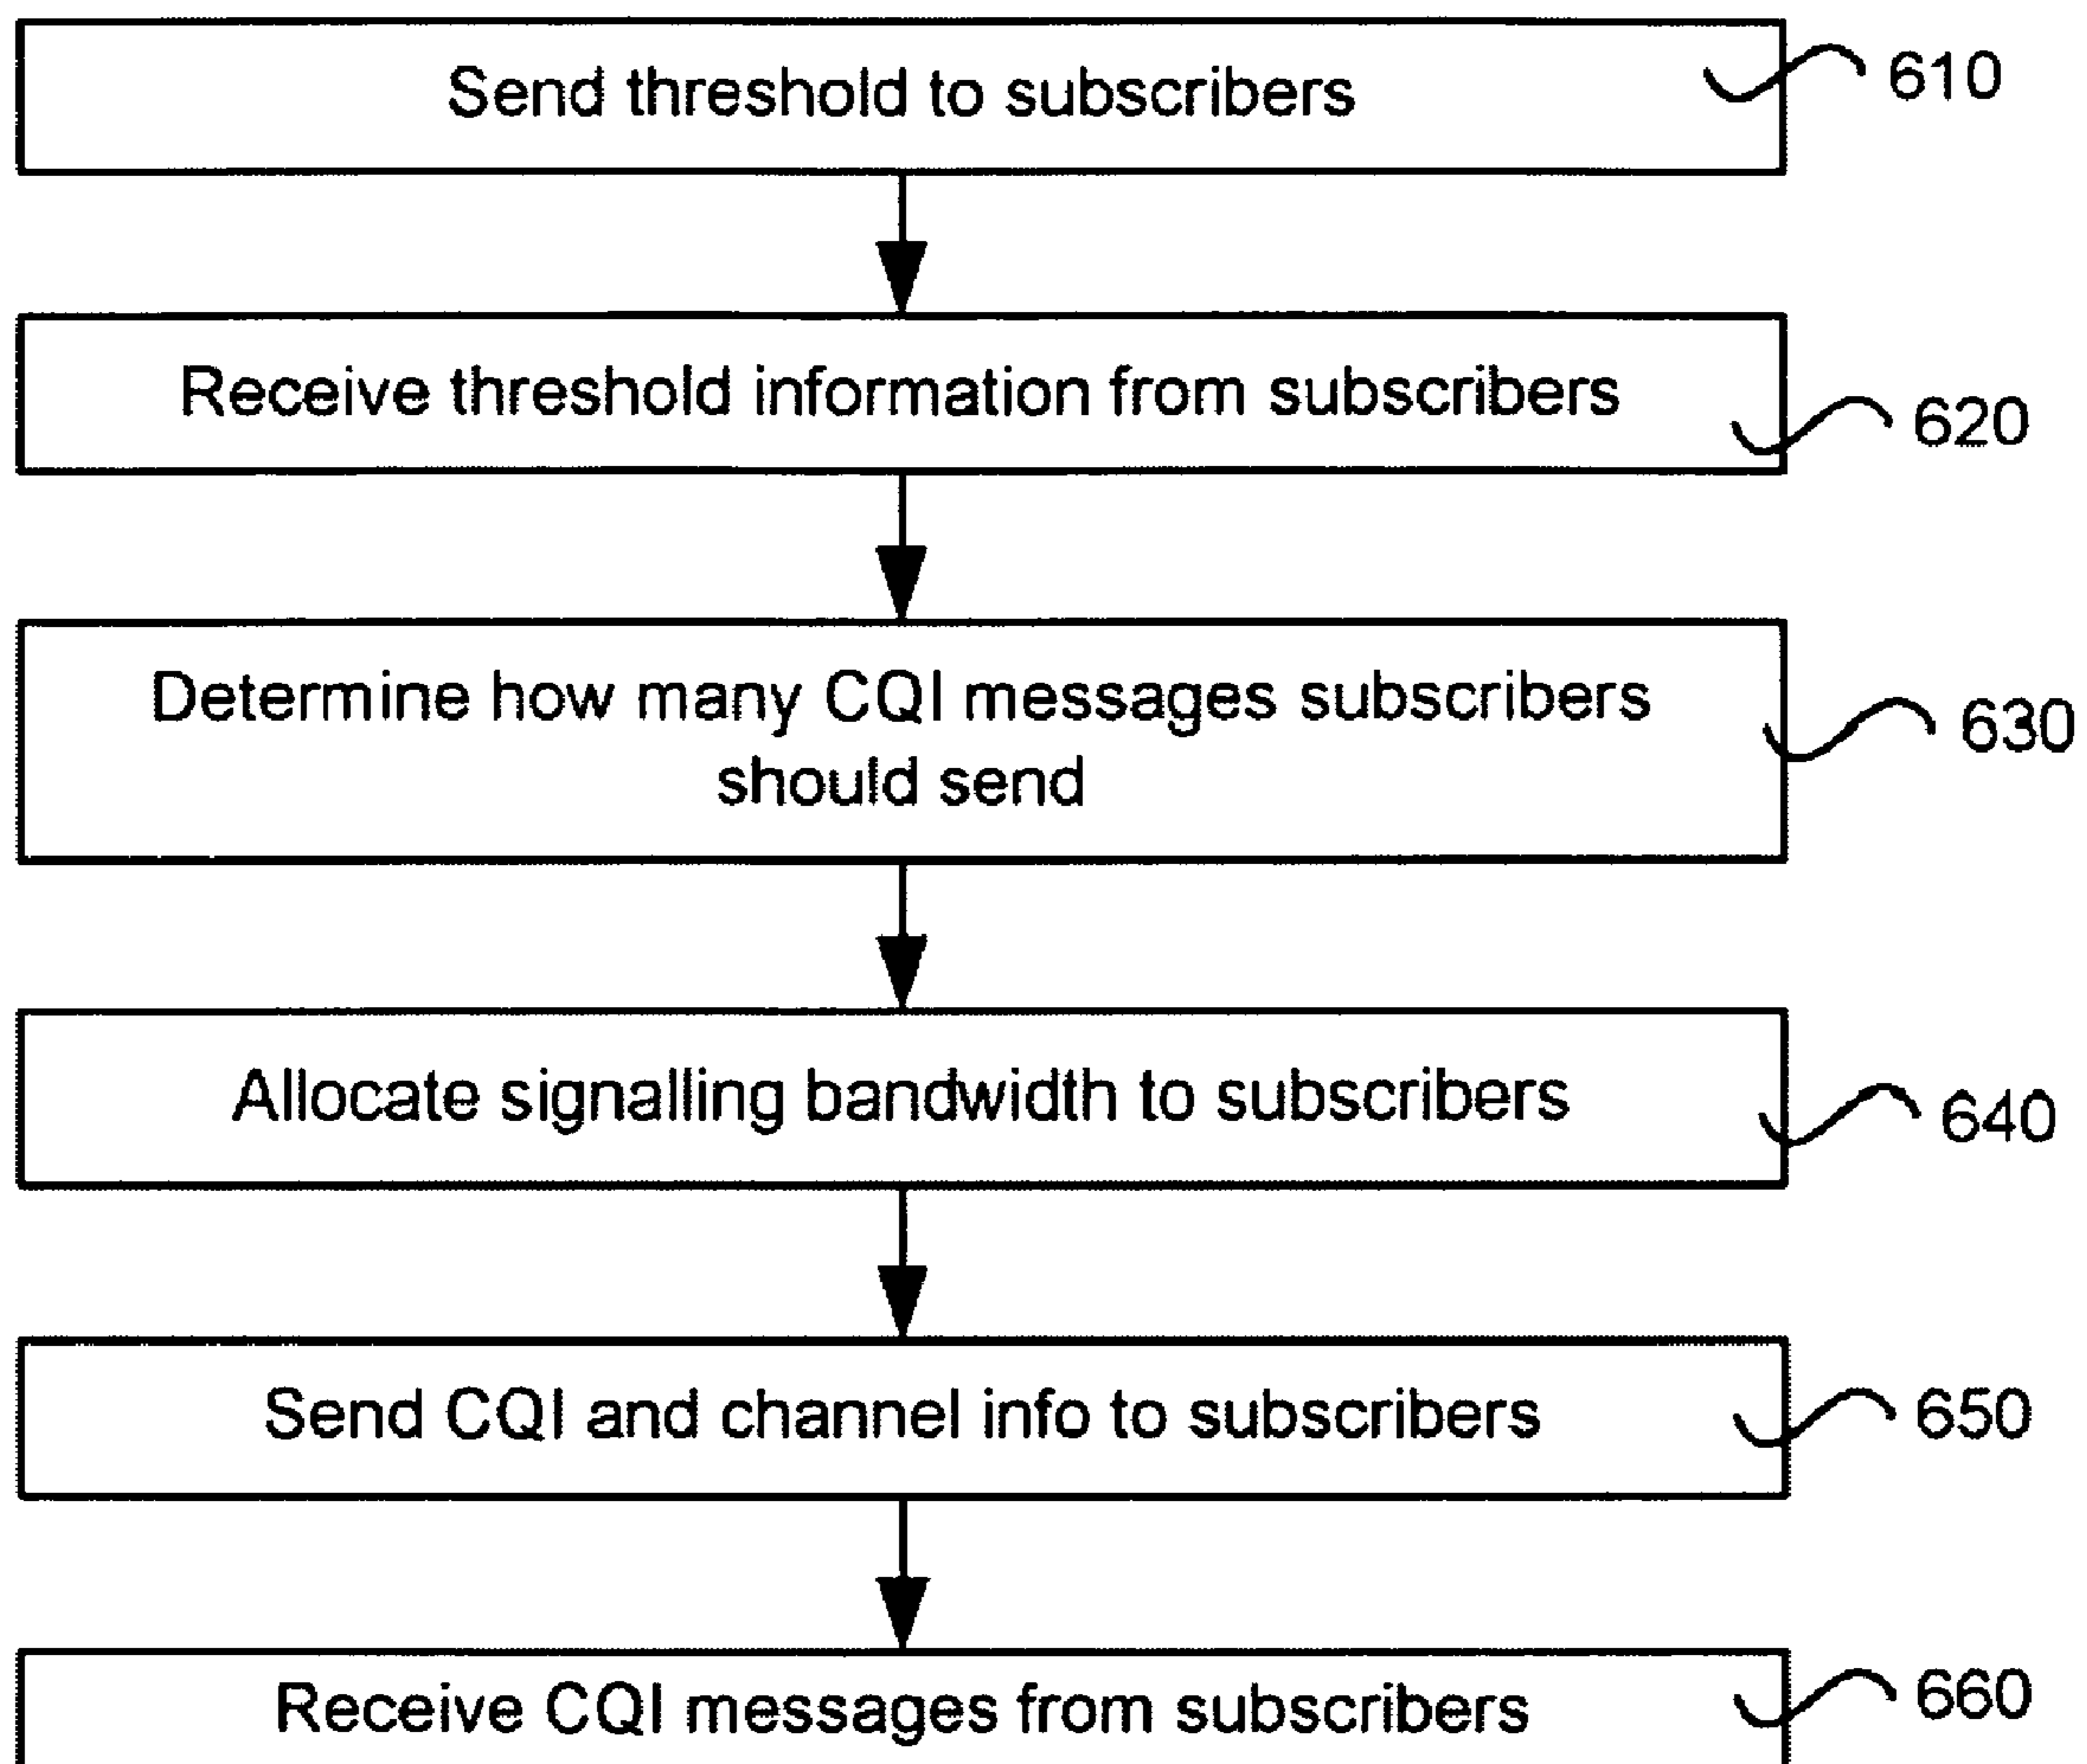 Send threshold to subscribers
610
Receive threshold information from subscribers
620
Determine how many CQI messages subscribers
should send
630
Allocate signalling bandwidth to subscribers
640
Send CQI and channel info to subscribers
650
Receive CQI messages from subscribers
660